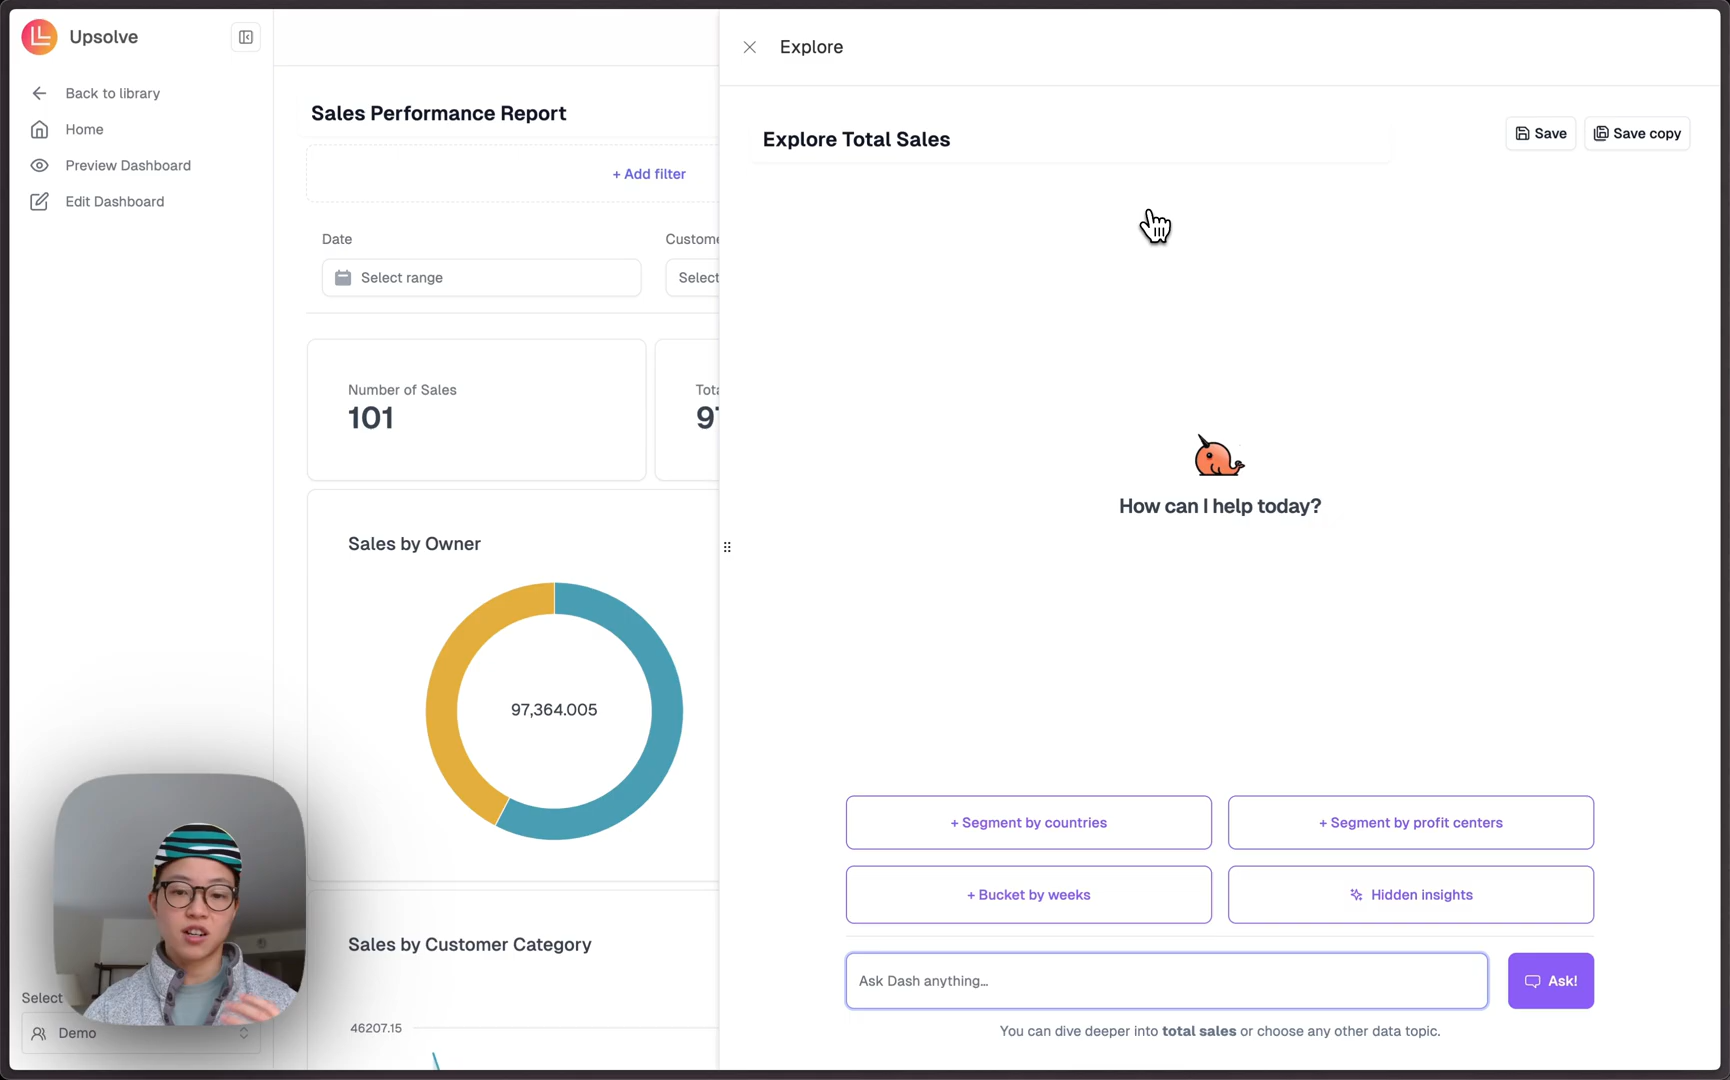 Upsolve
Back to library
Home
Preview Dashboard
Edit Dashboard
Select
Demo
Sales Performance Report
+ Add filter
Date
Select range
Custome
Select
Number of Sales
101
Tota
97
Sales by Owner
97,364.005
Sales by Customer Category
46207.15
Explore
Explore Total Sales
Save
Save copy
How can I help today?
+ Segment by countries
+ Segment by profit centers
+ Bucket by weeks
Hidden insights
Ask Dash anything...
Ask!
You can dive deeper into total sales or choose any other data topic.